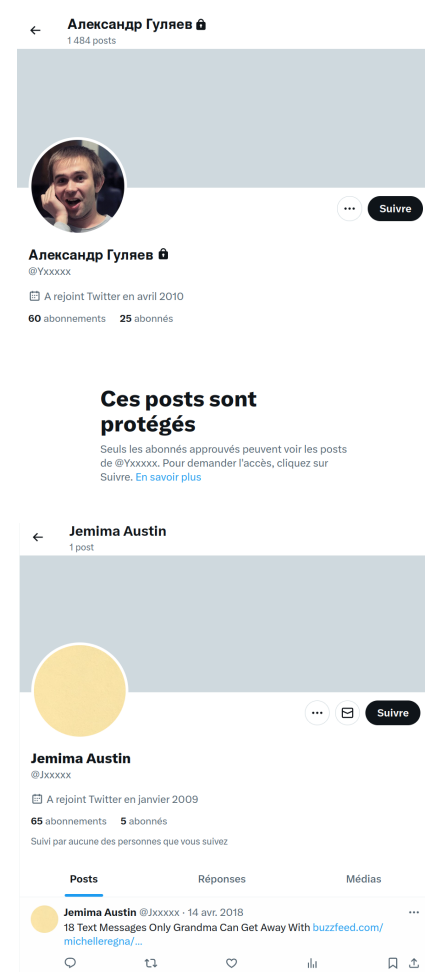 Александр Гуляев
1 484 posts
Suivre
Александр Гуляев
@Yxxxxx
A rejoint Twitter en avril 2010
60 abonnements 25 abonnés
Ces posts sont
protégés
Seuls les abonnés approuvés peuvent voir les posts
de @Yxxxxx. Pour demander l'accès, cliquez sur
Suivre. En savoir plus
Jemima Austin
1 post
Suivre
Jemima Austin
@Jxxxxx
A rejoint Twitter en janvier 2009
65 abonnements 5 abonnés
Suivi par aucune des personnes que vous suivez
Posts Réponses Médias
Jemima Austin @Jxxxxx · 14 avr. 2018
18 Text Messages Only Grandma Can Get Away With buzzfeed.com/
michelleregna/...